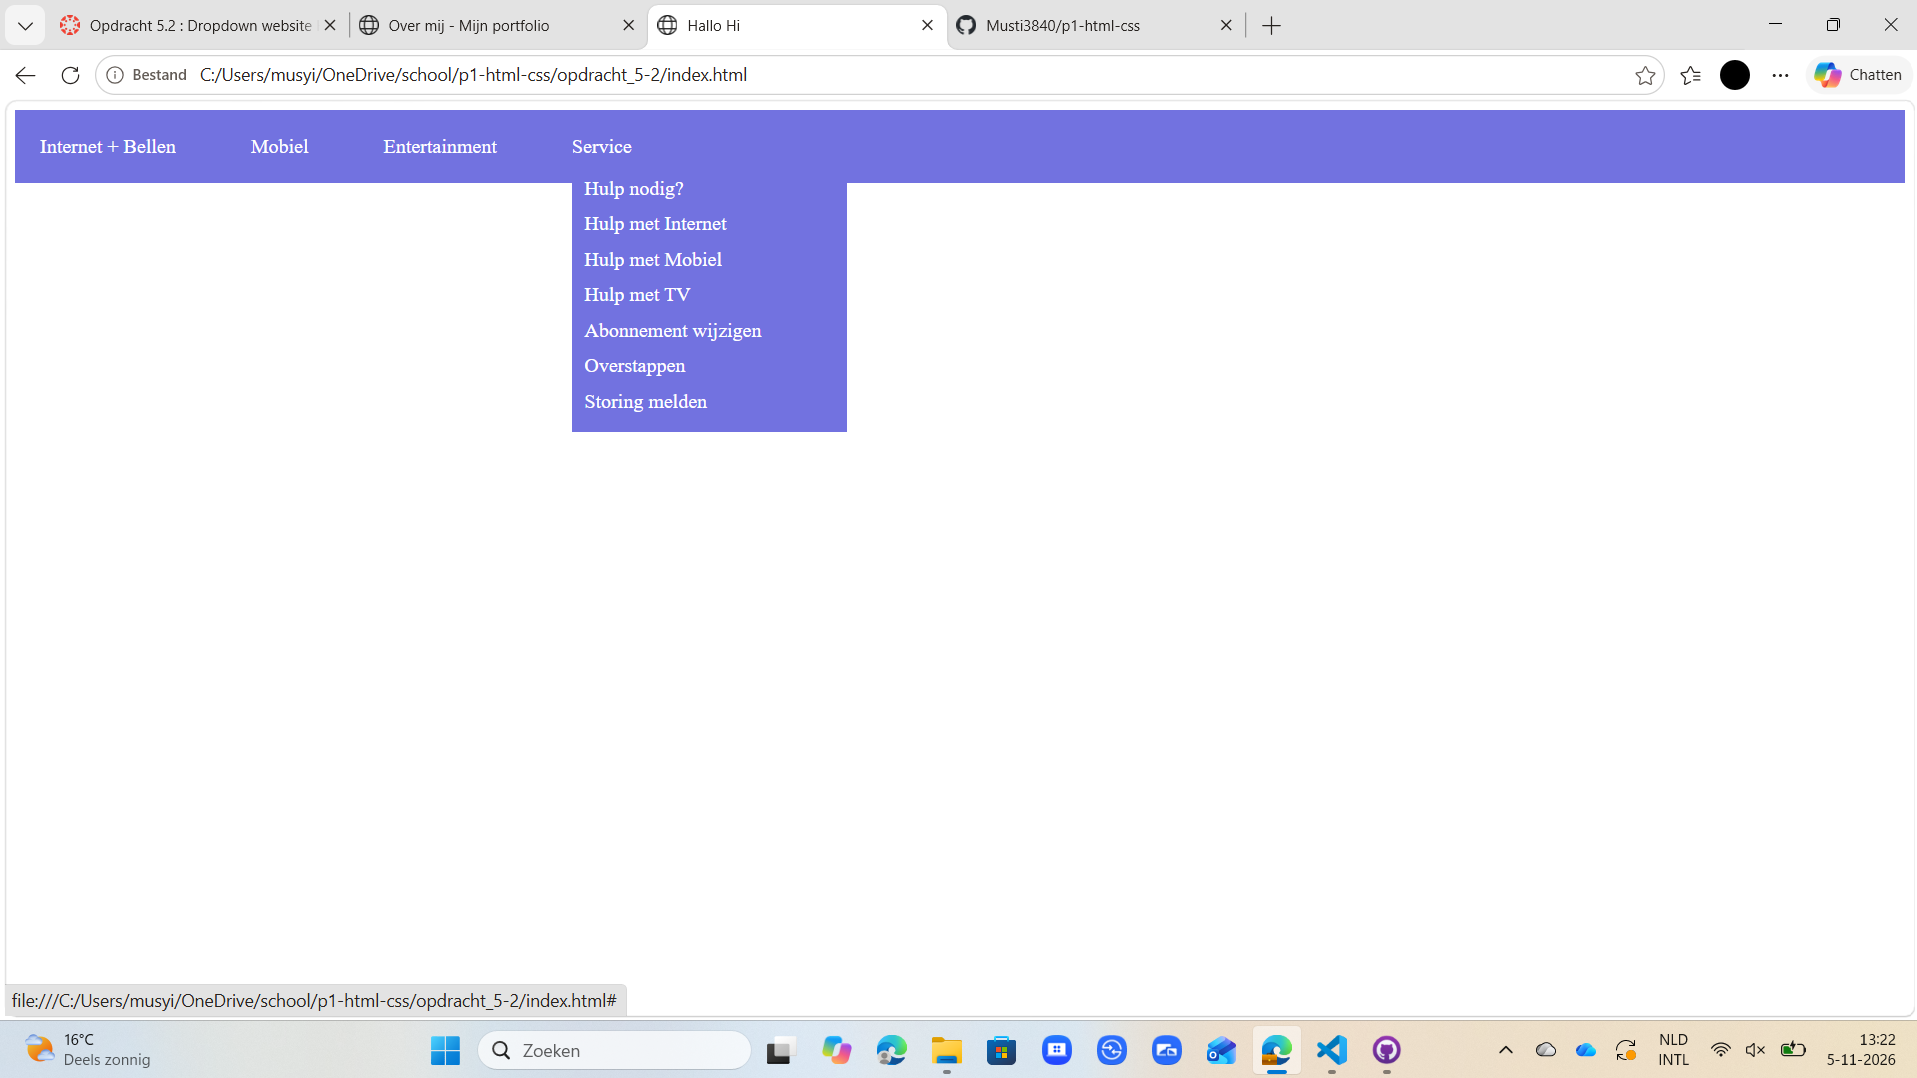 Opdracht 5.2 : Dropdown website
Over mij - Mijn portfolio
Hallo Hi
Musti3840/p1-html-css
Bestand
C:/Users/musyi/OneDrive/school/p1-html-css/opdracht_5-2/index.html
Chatten
Internet + Bellen
Mobiel
Entertainment
Service
Hulp nodig?
Hulp met Internet
Hulp met Mobiel
Hulp met TV
Abonnement wijzigen
Overstappen
Storing melden
file:///C:/Users/musyi/OneDrive/school/p1-html-css/opdracht_5-2/index.html#
16°C
Deels zonnig
Zoeken
NLD
INTL
13:22
5-11-2026